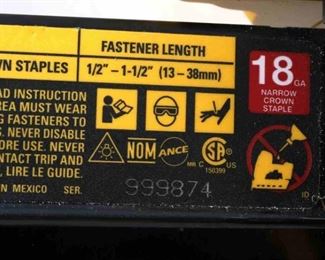 FASTENER LENGTH
WN STAPLES
1/2" – 1-1/2" (13 – 38mm)
18 GA
NARROW
CROWN
STAPLE
AD INSTRUCTION
REA MUST WEAR
G FASTENERS TO
S. NEVER DISABLE
ORE USE. NEVER
NTACT TRIP AND
, LIRE LE GUIDE.
N MEXICO SER. 999874
NOM ANCE
C US
150399
ID